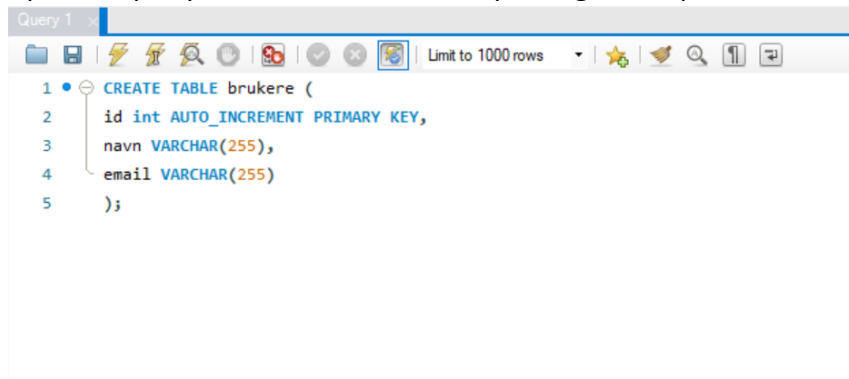 Query 1
Limit to 1000 rows
1 CREATE TABLE brukere (
2 id int AUTO_INCREMENT PRIMARY KEY,
3 navn VARCHAR(255),
4 email VARCHAR(255)
5 );